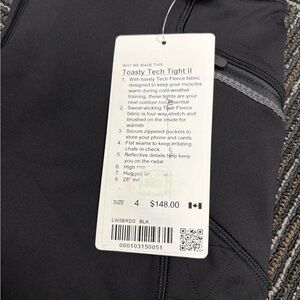 WHY WE MADE THIS
Toasty Tech Tight II
1. With toasty Tech Fleece fabric
designed to keep your muscles
warm during cold-weather
training, these tights are your
next outdoor run essential
2. Sweat-wicking Tech Fleece
fabric is four-way stretch and
brushed on the inside for
warmth
3. Secure zippered pockets to
store your phone and cards
4. Flat seams to keep irritating
chafe in check
5. Reflective details help keep
you on the radar
6. High rise
7. Hugged
8. 28"
SIZE 4 $148.00
LW5BRDS BLK
000103150051